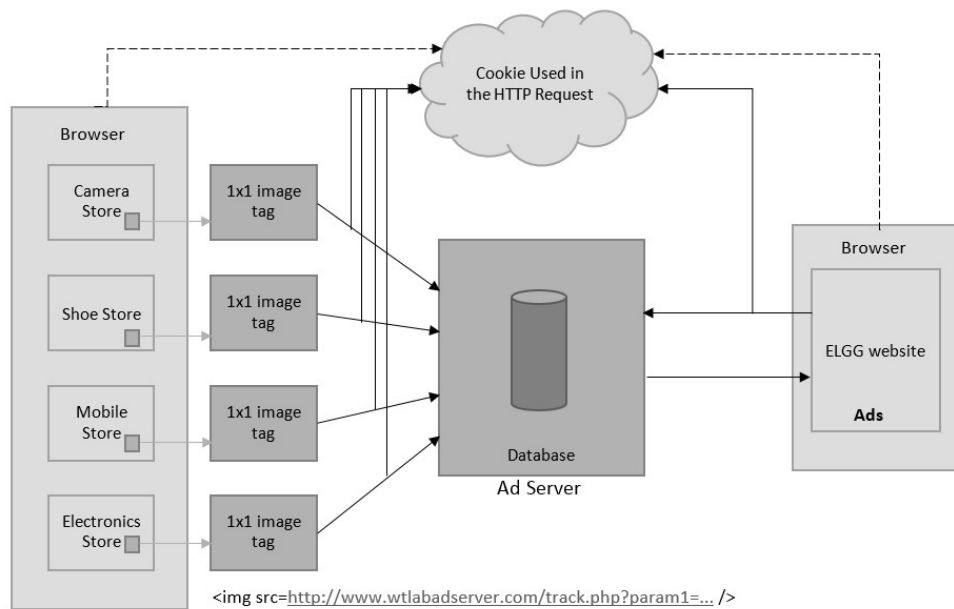 Cookie Used in
the HTTP Request
Browser
Camera
Store
1x1 image
tag
Shoe Store
1x1 image
tag
Mobile
Store
1x1 image
tag
Electronics
Store
1x1 image
tag
Database
Ad Server
Browser
ELGG website
Ads
<img src=http://www.wtlabadserver.com/track.php?param1=... />